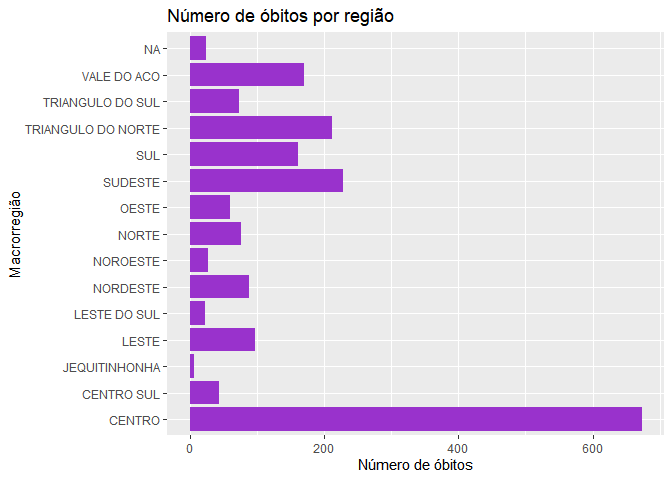 Número de óbitos por região
NA
VALE DO ACO
TRIANGULO DO SUL
TRIANGULO DO NORTE
SUL
SUDESTE
OESTE
NORTE
NOROESTE
NORDESTE
LESTE DO SUL
LESTE
JEQUITINHONHA
CENTRO SUL
CENTRO
Macrorregião
0 200 400 600
Número de óbitos